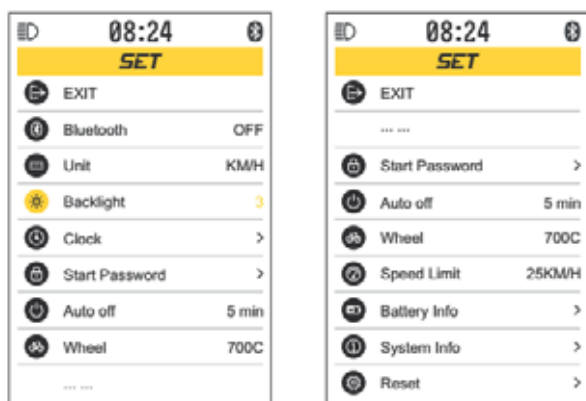 08:24
SET
EXIT
Bluetooth OFF
Unit KM/H
Backlight 3
Clock >
Start Password >
Auto off 5 min
Wheel 700C
... ...
08:24
SET
EXIT
... ...
Start Password >
Auto off 5 min
Wheel 700C
Speed Limit 25KM/H
Battery Info >
System Info >
Reset >